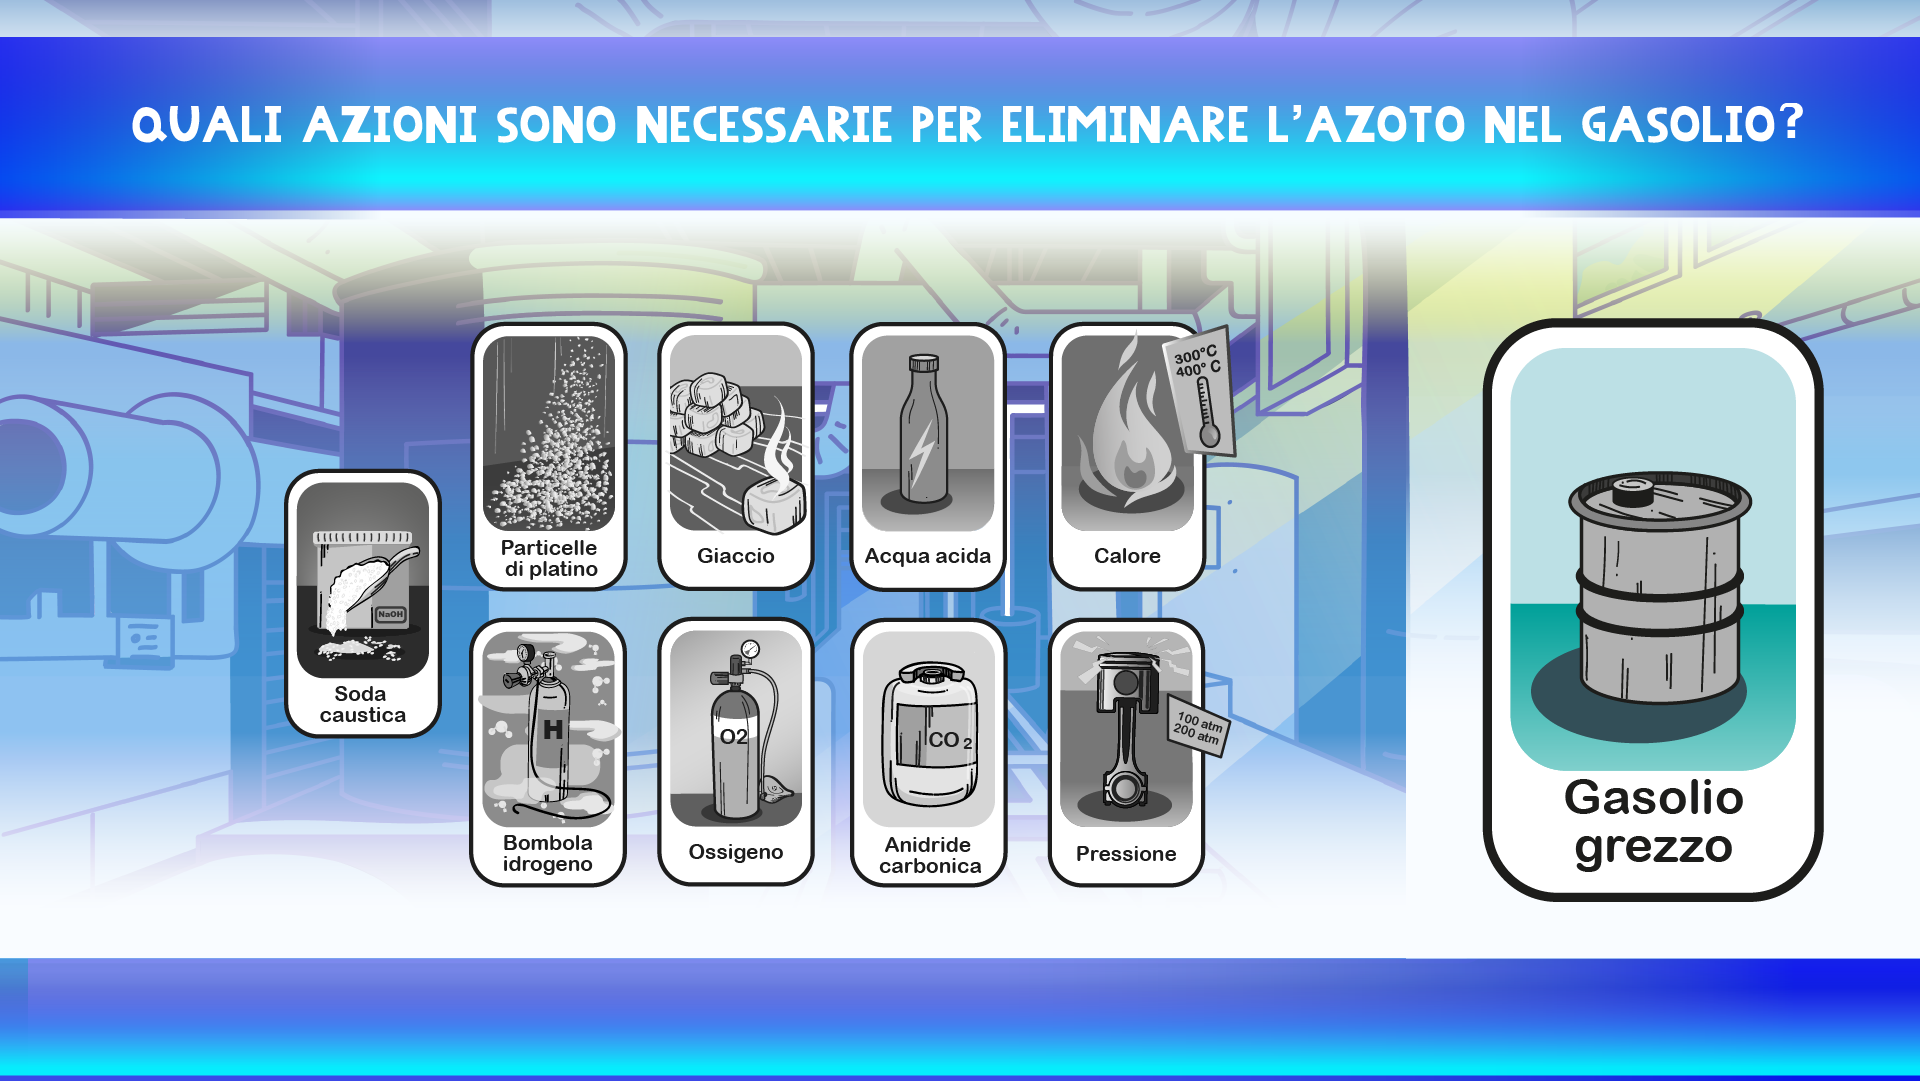 QUALI AZIONI SONO NECESSARIE PER ELIMINARE L'AZOTO NEL GASOLIO?
NaOH
Soda
caustica
Particelle
di platino
Giaccio
Acqua acida
300°C
400° C
Calore
H
Bombola
idrogeno
O2
Ossigeno
CO 2
Anidride
carbonica
100 atm
200 atm
Pressione
Gasolio
grezzo